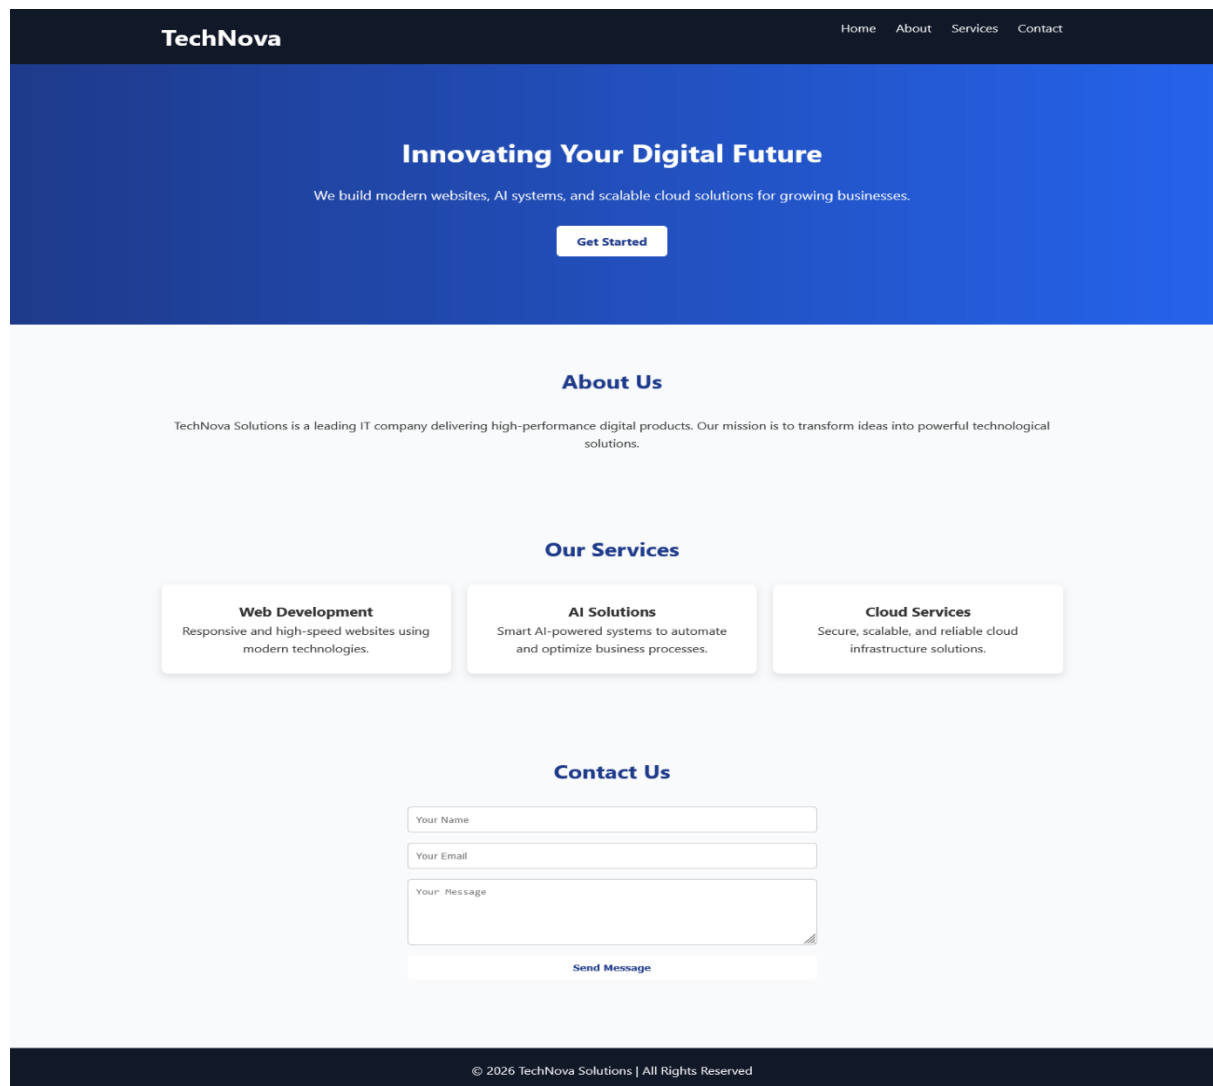 TechNova
Home About Services Contact
Innovating Your Digital Future
We build modern websites, AI systems, and scalable cloud solutions for growing businesses.
Get Started
About Us
TechNova Solutions is a leading IT company delivering high-performance digital products. Our mission is to transform ideas into powerful technological
solutions.
Our Services
Web Development
Responsive and high-speed websites using
modern technologies.
AI Solutions
Smart AI-powered systems to automate
and optimize business processes.
Cloud Services
Secure, scalable, and reliable cloud
infrastructure solutions.
Contact Us
Your Name
Your Email
Your Message
Send Message
© 2026 TechNova Solutions | All Rights Reserved